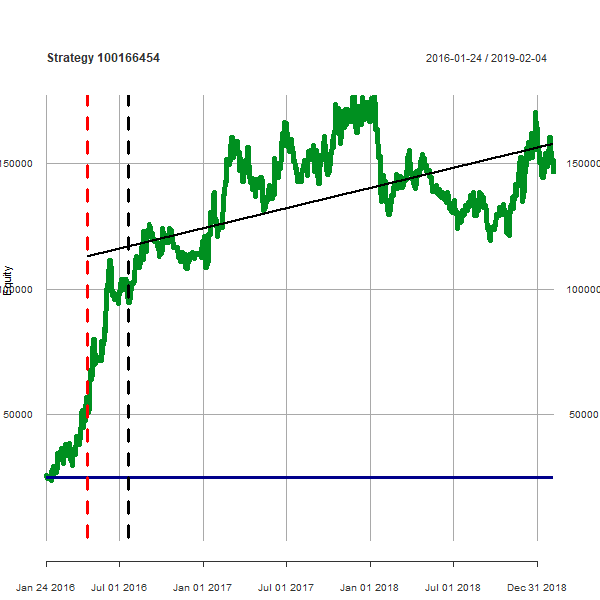 Strategy 100166454 2016-01-24 / 2019-02-04
150000 150000
Equity
100000 100000
50000 50000
Jan 24 2016 Jul 01 2016 Jan 01 2017 Jul 01 2017 Jan 01 2018 Jul 01 2018 Dec 31 2018